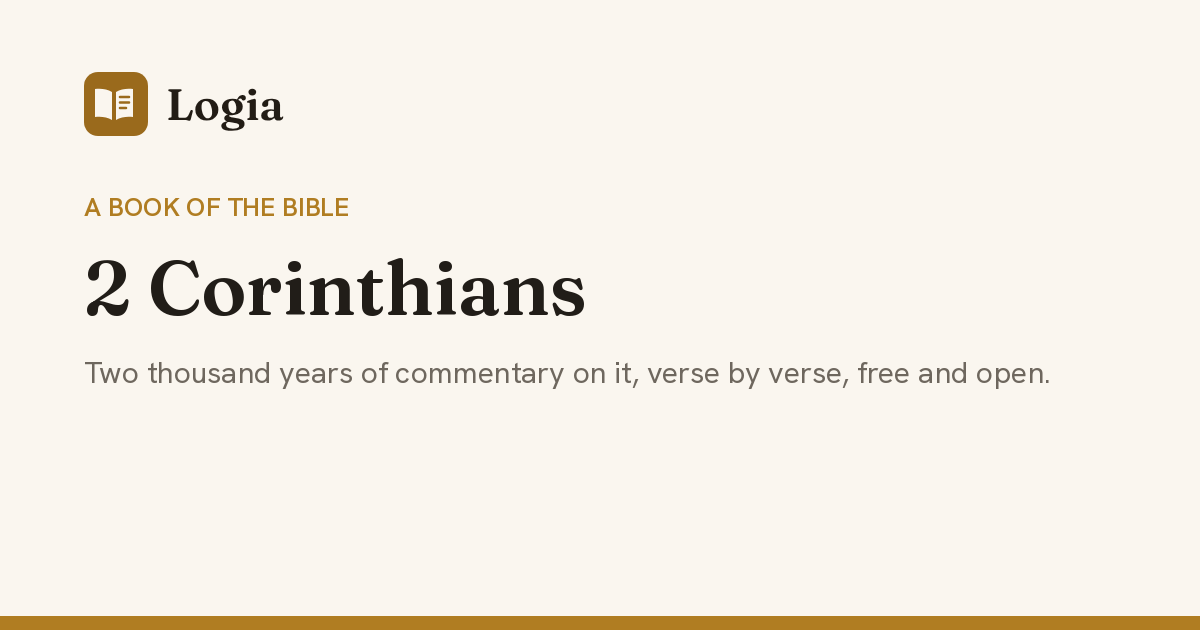 Logia
A BOOK OF THE BIBLE
2 Corinthians
Two thousand years of commentary on it, verse by verse, free and open.